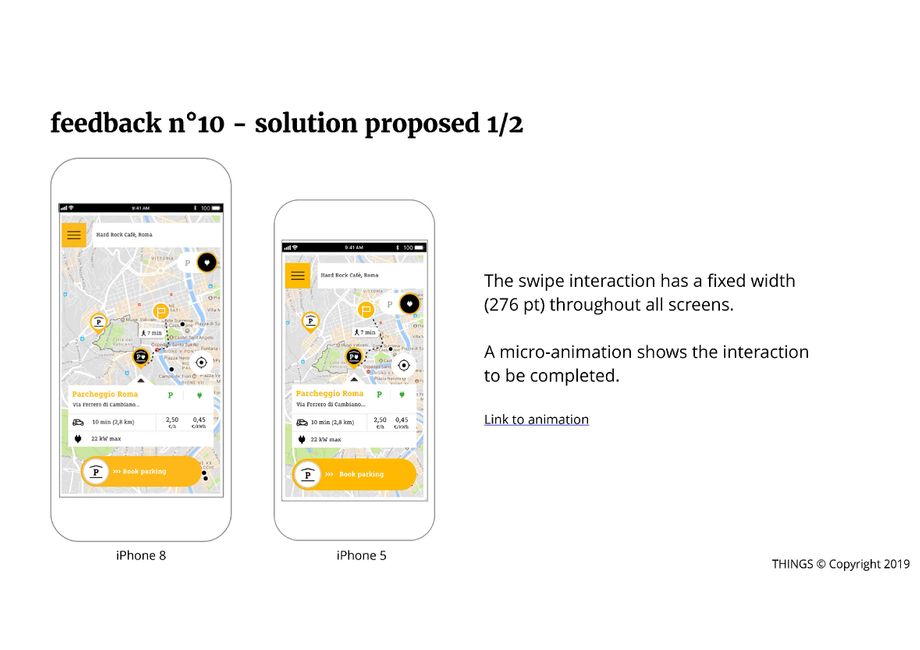 feedback n°10 - solution proposed 1/2
9:41 AM
100
Hard Rock Cafè, Roma
P
P
7 min
P
Parcheggio Roma
P
Via Ferrero di Cambiano...
10 min (2,8 km)
2,50
€/h
0,45
€/kWh
22 kW max
P
>>> Book parking
iPhone 8
9:41 AM
100
Hard Rock Cafè, Roma
P
P
7 min
P
Parcheggio Roma
P
Via Ferrero di Cambiano...
10 min (2,8 km)
2,50
€/h
0,45
€/kWh
22 kW max
P
>>> Book parking
iPhone 5
The swipe interaction has a fixed width
(276 pt) throughout all screens.
A micro-animation shows the interaction
to be completed.
Link to animation
THINGS © Copyright 2019